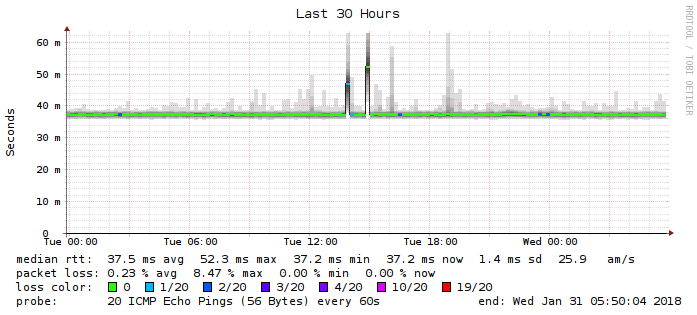 Last 30 Hours
RRDTOOL / TOBI OETIKER
Seconds
60 m
50 m
40 m
30 m
20 m
10 m
0
Tue 00:00 Tue 06:00 Tue 12:00 Tue 18:00 Wed 00:00
median rtt: 37.5 ms avg 52.3 ms max 37.2 ms min 37.2 ms now 1.4 ms sd 25.9 am/s
packet loss: 0.23 % avg 8.47 % max 0.00 % min 0.00 % now
loss color: 0 1/20 2/20 3/20 4/20 10/20 19/20
probe: 20 ICMP Echo Pings (56 Bytes) every 60s end: Wed Jan 31 05:50:04 2018